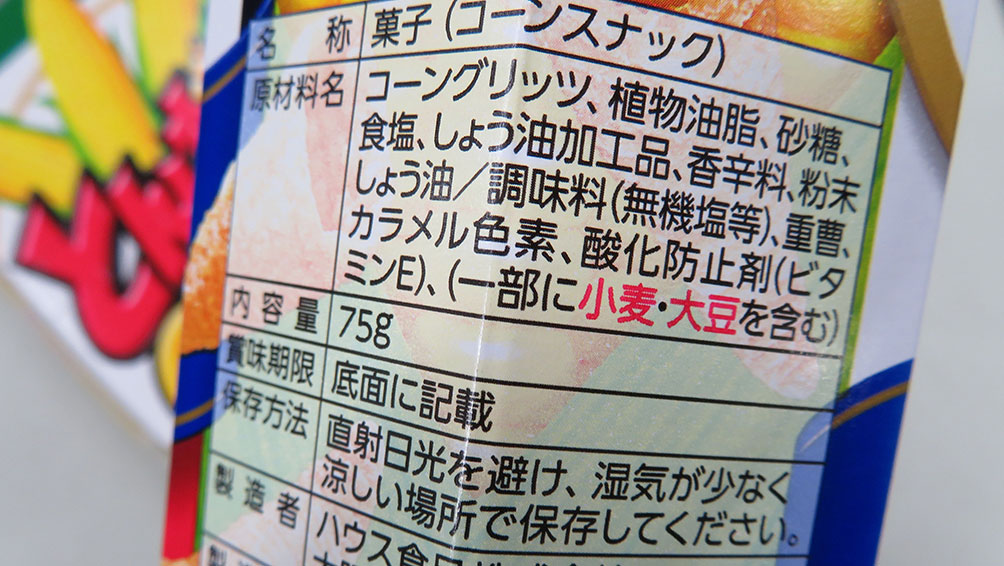 名称 菓子(コーンスナック)
原材料名 コーングリッツ、植物油脂、砂糖、
食塩、しょう油加工品、香辛料、粉末
しょう油／調味料(無機塩等)、重曹、
カラメル色素、酸化防止剤(ビタ
ミンE)、(一部に小麦・大豆を含む)
内容量 75g
賞味期限 底面に記載
保存方法 直射日光を避け、湿気が少なく
涼しい場所で保存してください。
製造者 ハウス食品